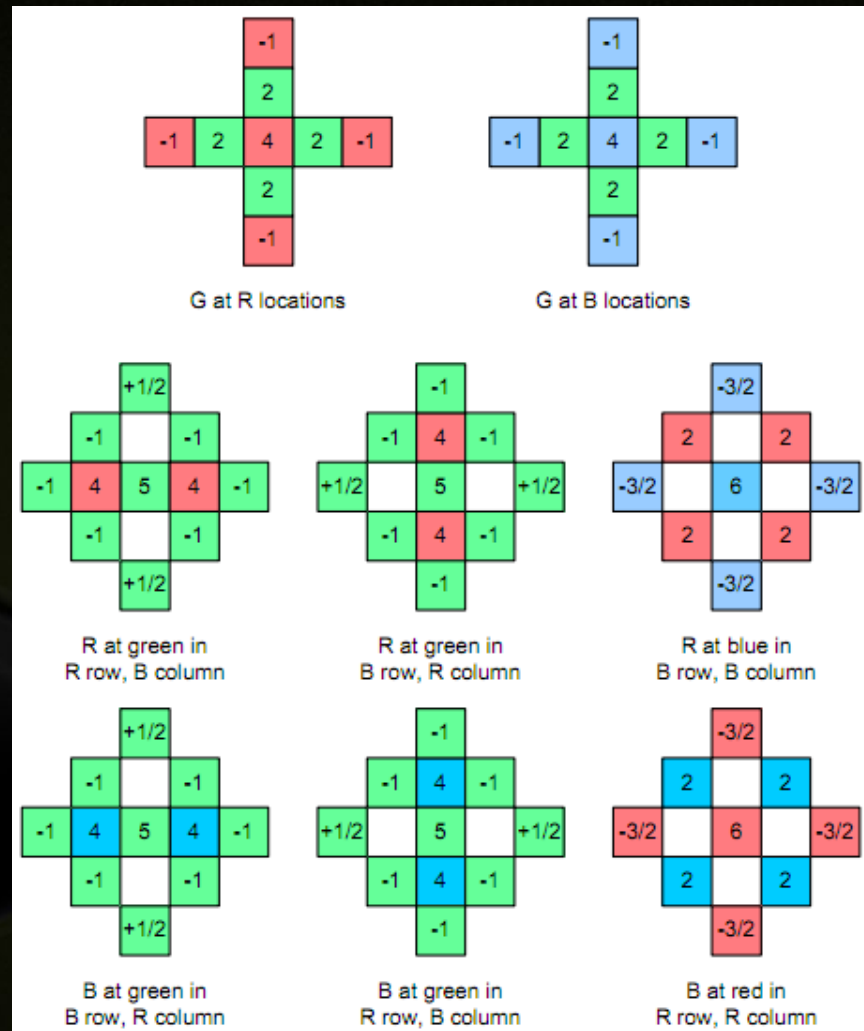 -1 -1
2 2
-1 2 4 2 -1 -1 2 4 2 -1
2 2
-1 -1
G at R locations G at B locations
+1/2 -1 -3/2
-1 -1 -1 4 -1 2 2
-1 4 5 4 -1 +1/2 5 +1/2 -3/2 6 -3/2
-1 -1 -1 4 -1 2 2
+1/2 -1 -3/2
R at green in R at green in R at blue in
R row, B column B row, R column B row, B column
+1/2 -1 -3/2
-1 -1 -1 4 -1 2 2
-1 4 5 4 -1 +1/2 5 +1/2 -3/2 6 -3/2
-1 -1 -1 4 -1 2 2
+1/2 -1 -3/2
B at green in B at green in B at red in
B row, R column R row, B column R row, R column